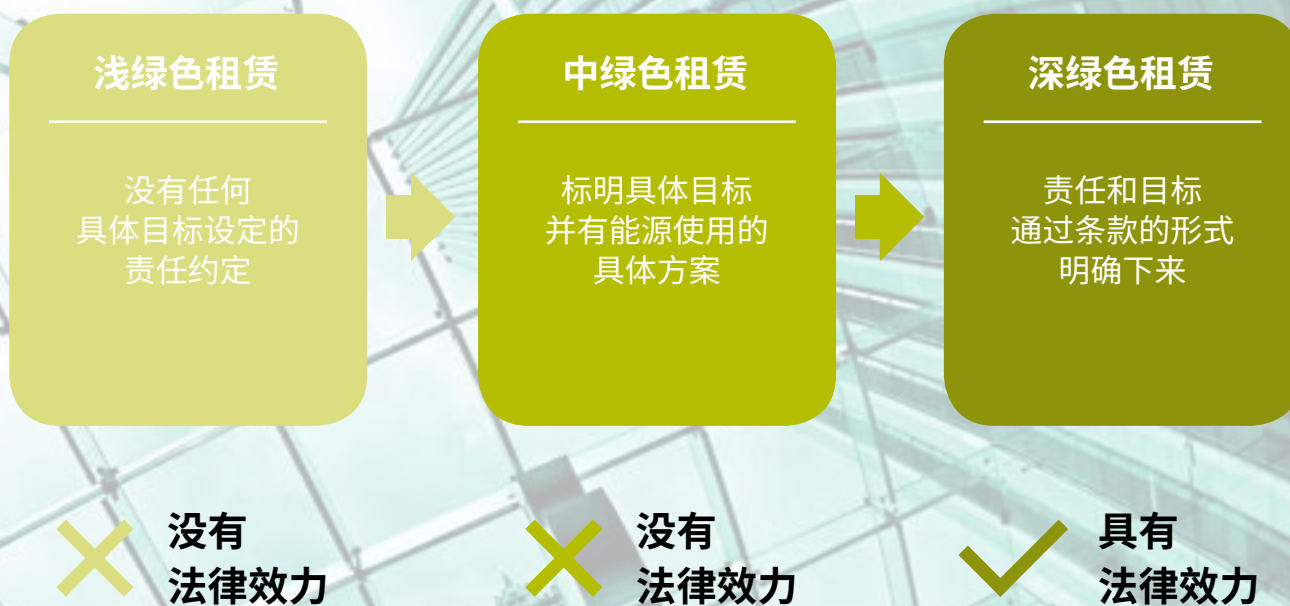 浅绿色租赁
没有任何
具体目标设定的
责任约定
没有
法律效力
中绿色租赁
标明具体目标
并有能源使用的
具体方案
没有
法律效力
深绿色租赁
责任和目标
通过条款的形式
明确下来
具有
法律效力